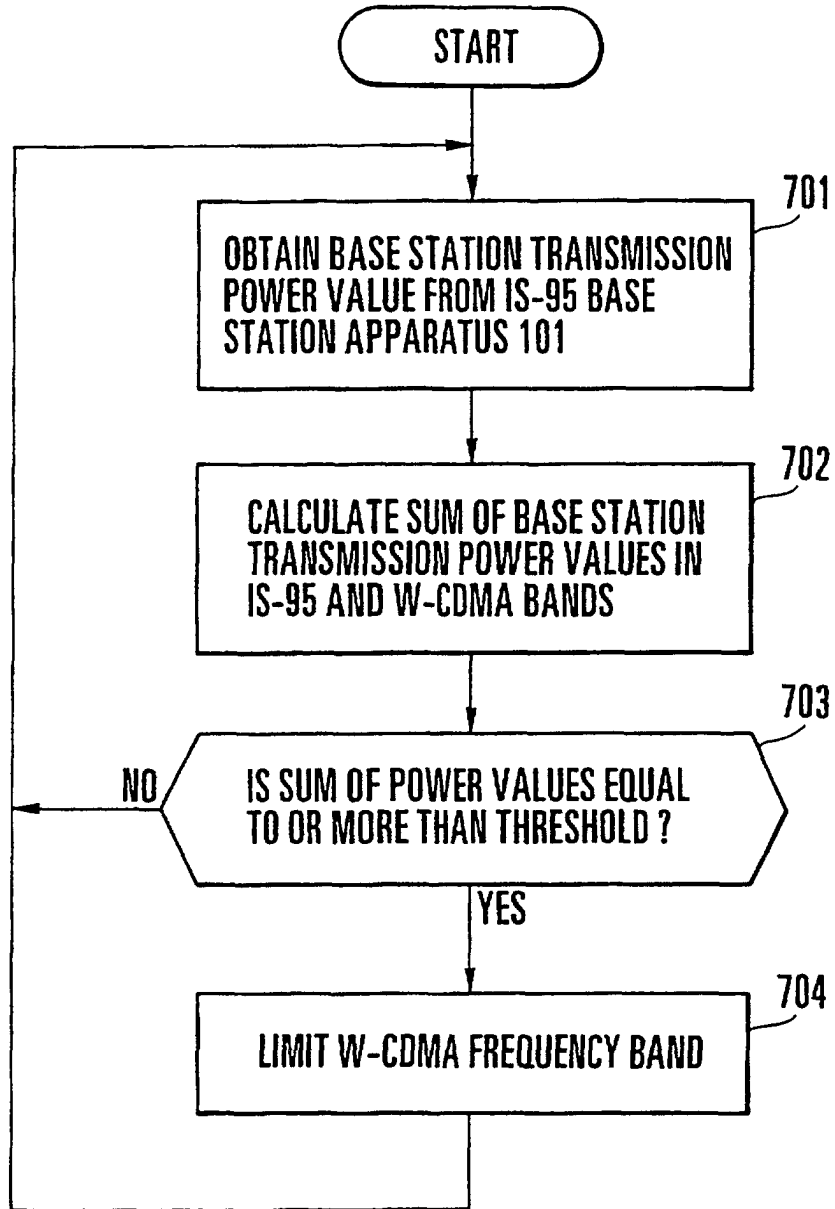 START
701
OBTAIN BASE STATION TRANSMISSION
POWER VALUE FROM IS-95 BASE
STATION APPARATUS 101
702
CALCULATE SUM OF BASE STATION
TRANSMISSION POWER VALUES IN
IS-95 AND W-CDMA BANDS
703
NO
IS SUM OF POWER VALUES EQUAL
TO OR MORE THAN THRESHOLD ?
YES
704
LIMIT W-CDMA FREQUENCY BAND